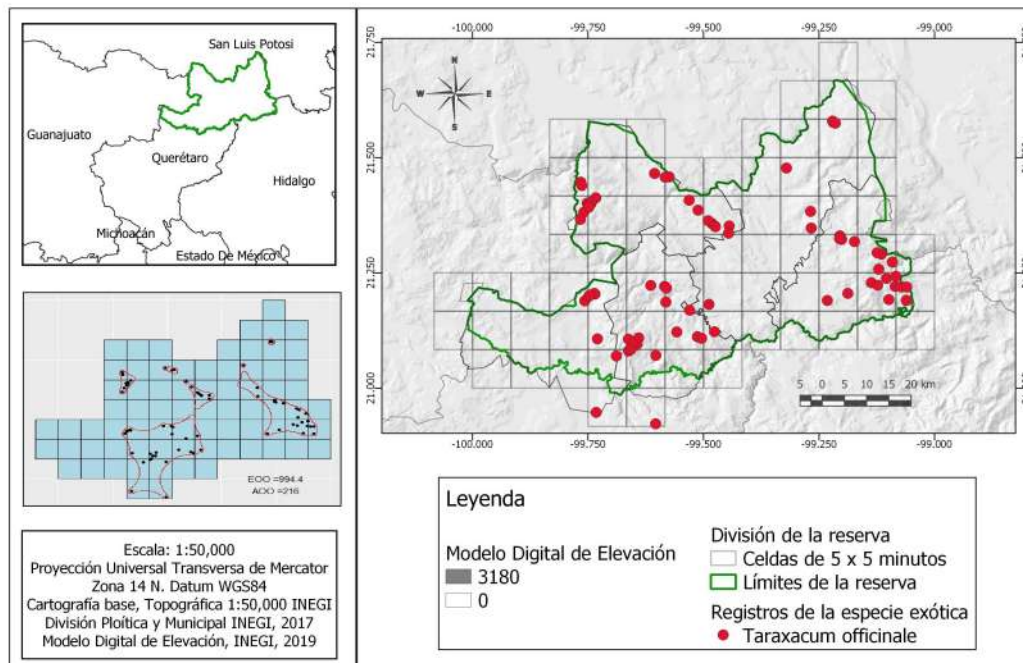 San Luis Potosi
Guanajuato
Querétaro
Hidalgo
Michoacán
Estado De México
EOO =994.4
AOO =216
Escala: 1:50,000
Proyección Universal Transversa de Mercator
Zona 14 N. Datum WGS84
Cartografía base, Topográfica 1:50,000 INEGI
División Ploítica y Municipal INEGI, 2017
Modelo Digital de Elevación, INEGI, 2019
-100.000 -99.750 -99.500 -99.250 -99.000
21.750
21.500
21.250
21.000
N
W E
S
5 0 5 10 15 20 km
-100.000 -99.750 -99.500 -99.250 -99.000
Leyenda
Modelo Digital de Elevación
3180
0
División de la reserva
Celdas de 5 x 5 minutos
Límites de la reserva
Registros de la especie exótica
Taraxacum officinale